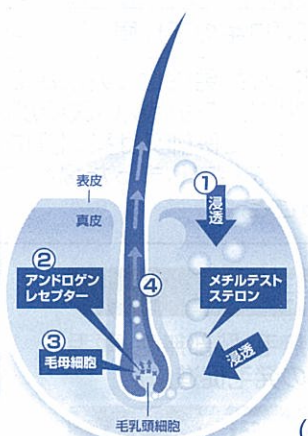 表皮
真皮
①
浸透
②
アンドロゲン
レセプター
④
メチルテスト
ステロン
③
毛母細胞
浸透
毛乳頭細胞